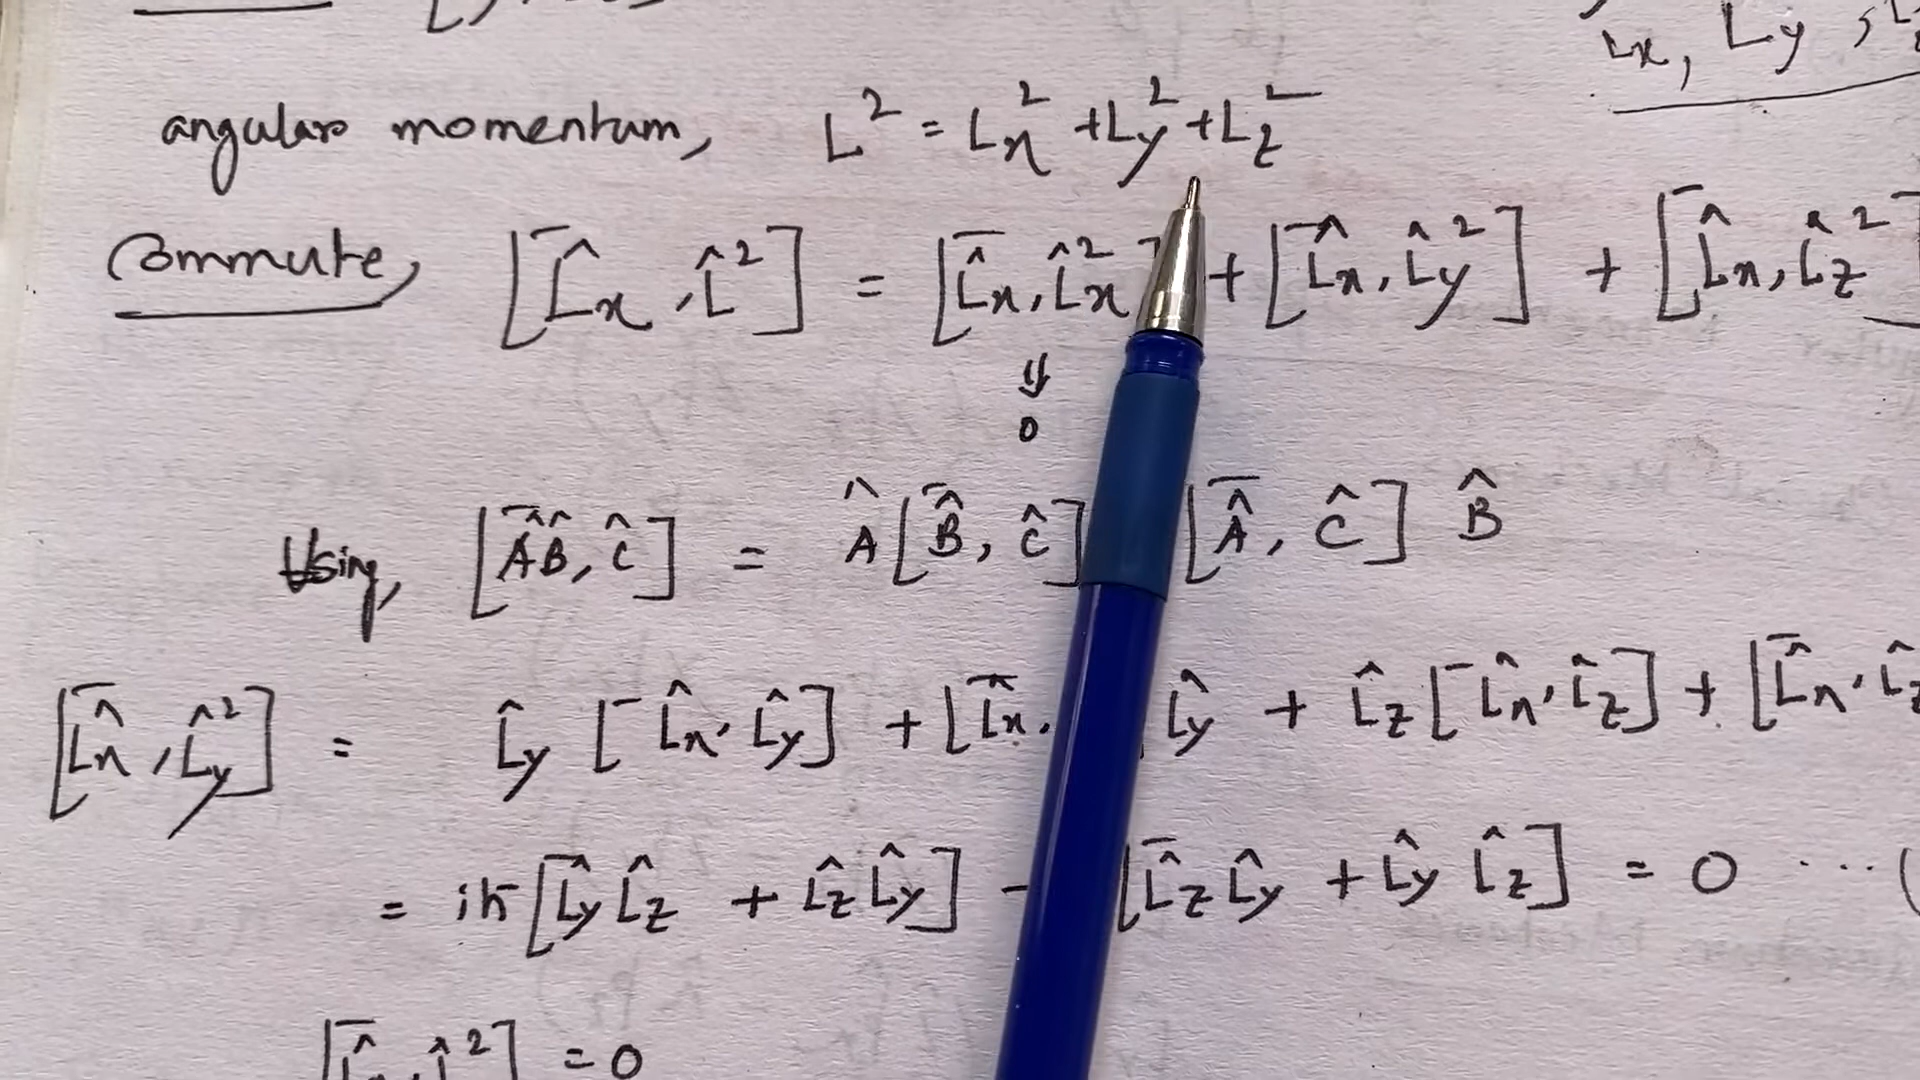 Lx, Ly,
angular momentum, L² = Lx² + Ly² + Lz²
Commute, [L̂x, L̂²] = [L̂x, L̂x²] + [L̂x, L̂y²] + [L̂x, L̂z²]
⇓
0
Using, [ÂB̂, Ĉ] = Â[B̂, Ĉ] [Â, Ĉ] B̂
[L̂x, L̂y²] = L̂y [L̂x, L̂y] + [L̂x, L̂y + L̂z [L̂x, L̂z] + [L̂x, L̂z
= iħ [L̂y L̂z + L̂z L̂y] - [L̂z L̂y + L̂y L̂z] = 0 ... (
[L̂x, L̂²] = 0